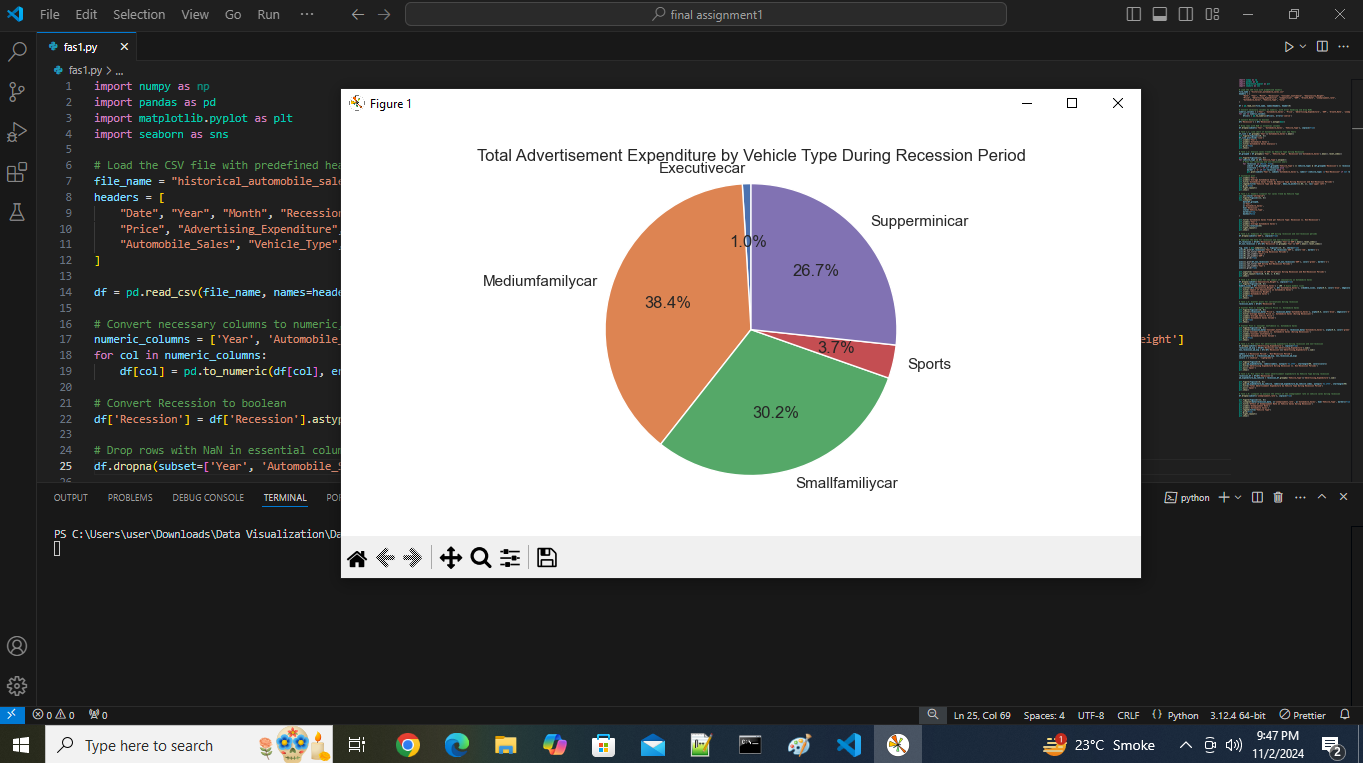 File Edit Selection View Go Run ··· final assignment1
fas1.py
fas1.py > ...
1 import numpy as np
2 import pandas as pd
3 import matplotlib.pyplot as plt
4 import seaborn as sns
5
6 # Load the CSV file with predefined hea
7 file_name = "historical_automobile_sale
8 headers = [
9 "Date", "Year", "Month", "Recession
10 "Price", "Advertising_Expenditure",
11 "Automobile_Sales", "Vehicle_Type",
12 ]
13
14 df = pd.read_csv(file_name, names=heade
15
16 # Convert necessary columns to numeric,
17 numeric_columns = ['Year', 'Automobile_ eight']
18 for col in numeric_columns:
19 df[col] = pd.to_numeric(df[col], er
20
21 # Convert Recession to boolean
22 df['Recession'] = df['Recession'].astyp
23
24 # Drop rows with NaN in essential colum
25 df.dropna(subset=['Year', 'Automobile_S
26
Figure 1
Total Advertisement Expenditure by Vehicle Type During Recession Period
Executivecar
1.0%
Supperminicar
26.7%
Mediumfamilycar
38.4%
3.7%
Sports
30.2%
Smallfamiliycar
OUTPUT PROBLEMS DEBUG CONSOLE TERMINAL PO python
PS C:\Users\user\Downloads\Data Visualization\Da
0 0 0 Ln 25, Col 69 Spaces: 4 UTF-8 CRLF Python 3.12.4 64-bit Prettier
Type here to search
1 23°C Smoke
9:47 PM
11/2/2024
2